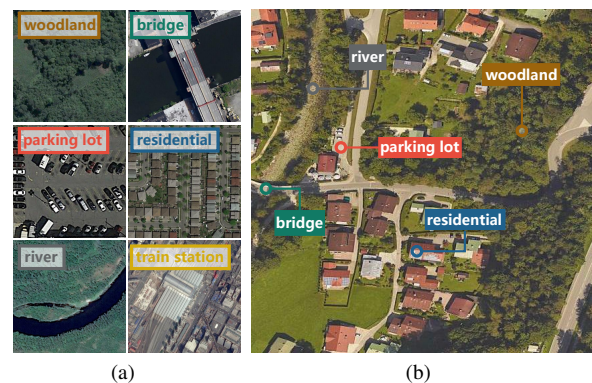 woodland
bridge
parking lot
residential
river
train station
(a)
river
woodland
parking lot
bridge
residential
(b)